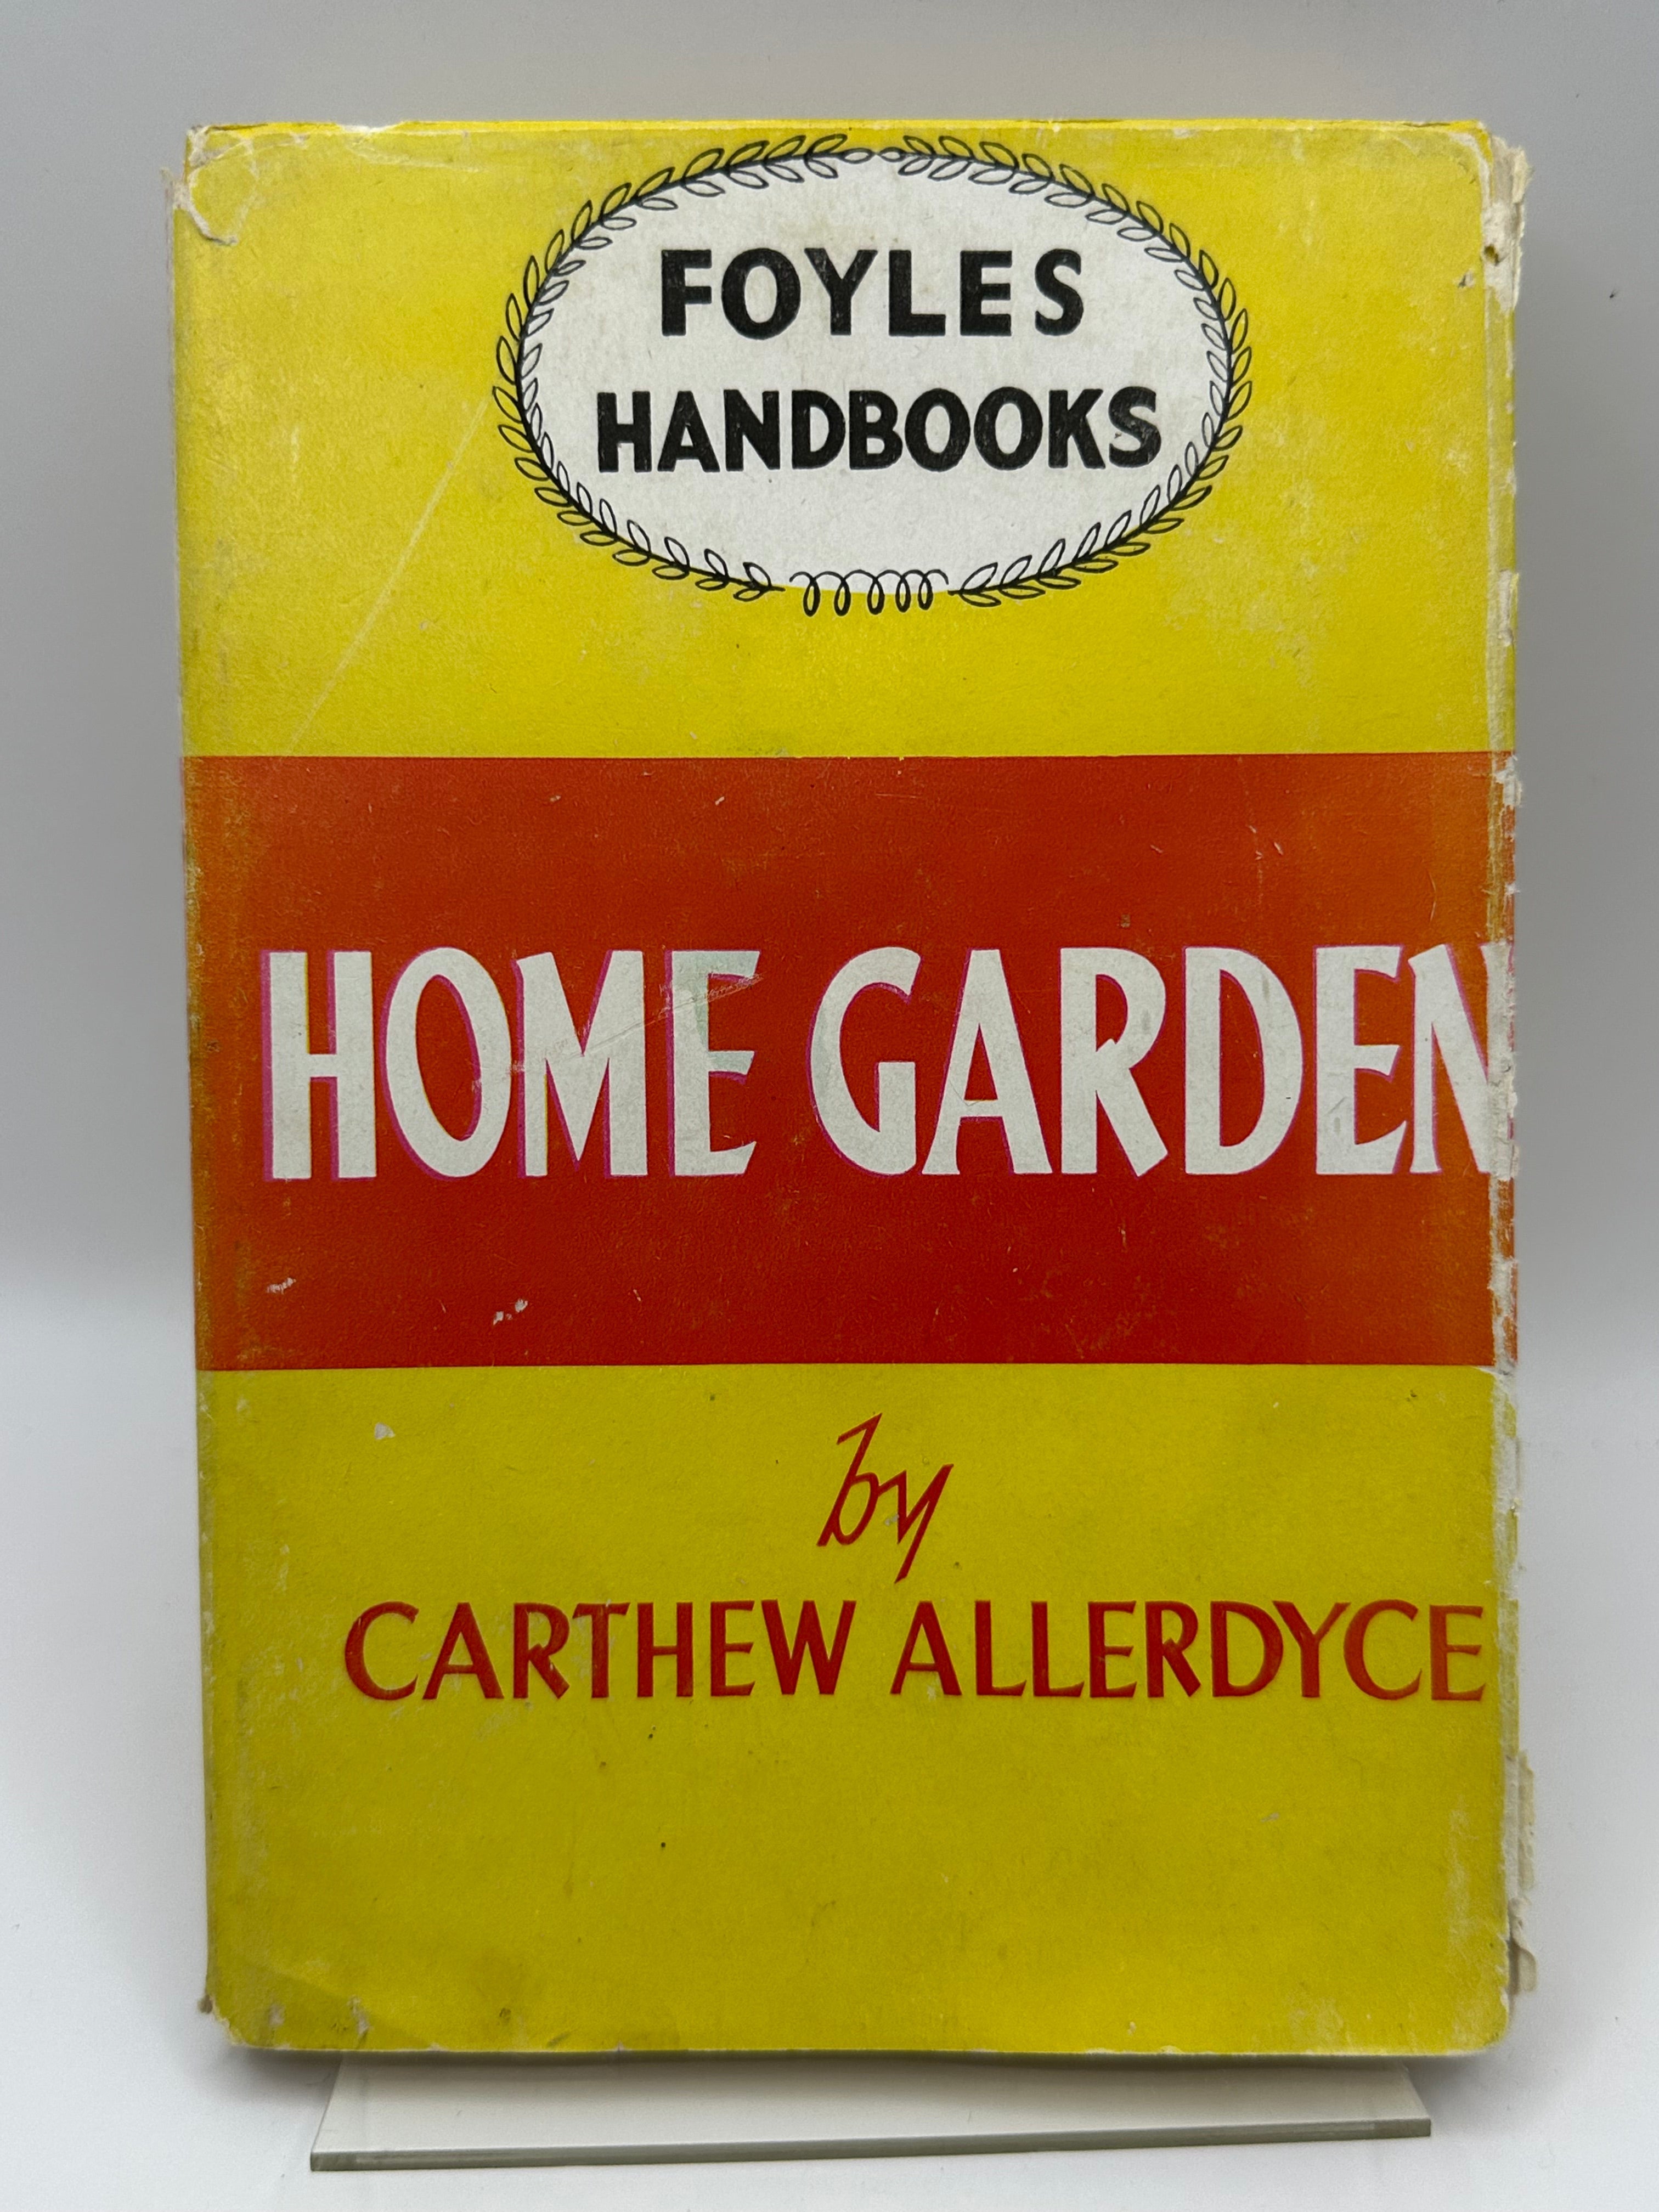 FOYLES
HANDBOOKS
HOME GARDEN
by
CARTHEW ALLERDYCE